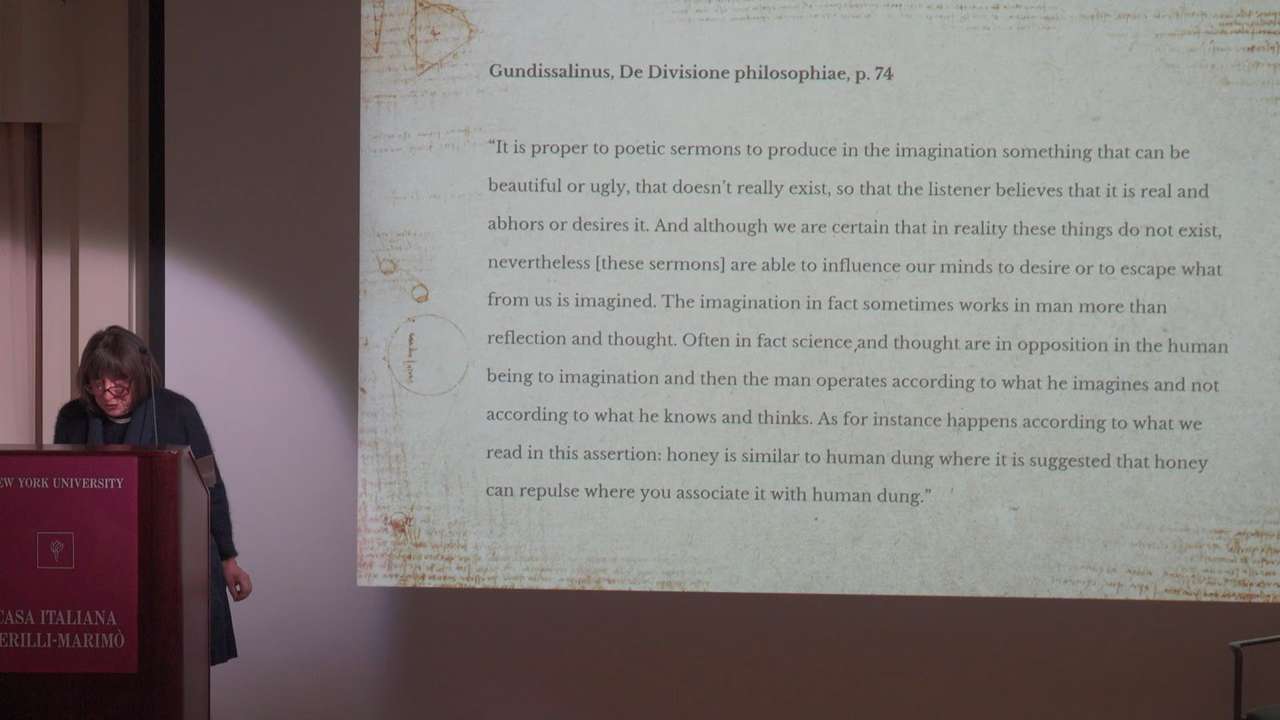 Gundissalinus, De Divisione philosophiae, p. 74
“It is proper to poetic sermons to produce in the imagination something that can be
beautiful or ugly, that doesn’t really exist, so that the listener believes that it is real and
abhors or desires it. And although we are certain that in reality these things do not exist,
nevertheless [these sermons] are able to influence our minds to desire or to escape what
from us is imagined. The imagination in fact sometimes works in man more than
reflection and thought. Often in fact science,and thought are in opposition in the human
being to imagination and then the man operates according to what he imagines and not
according to what he knows and thinks. As for instance happens according to what we
read in this assertion: honey is similar to human dung where it is suggested that honey
can repulse where you associate it with human dung.”
EW YORK UNIVERSITY
CASA ITALIANA
ERILLI-MARIMÒ